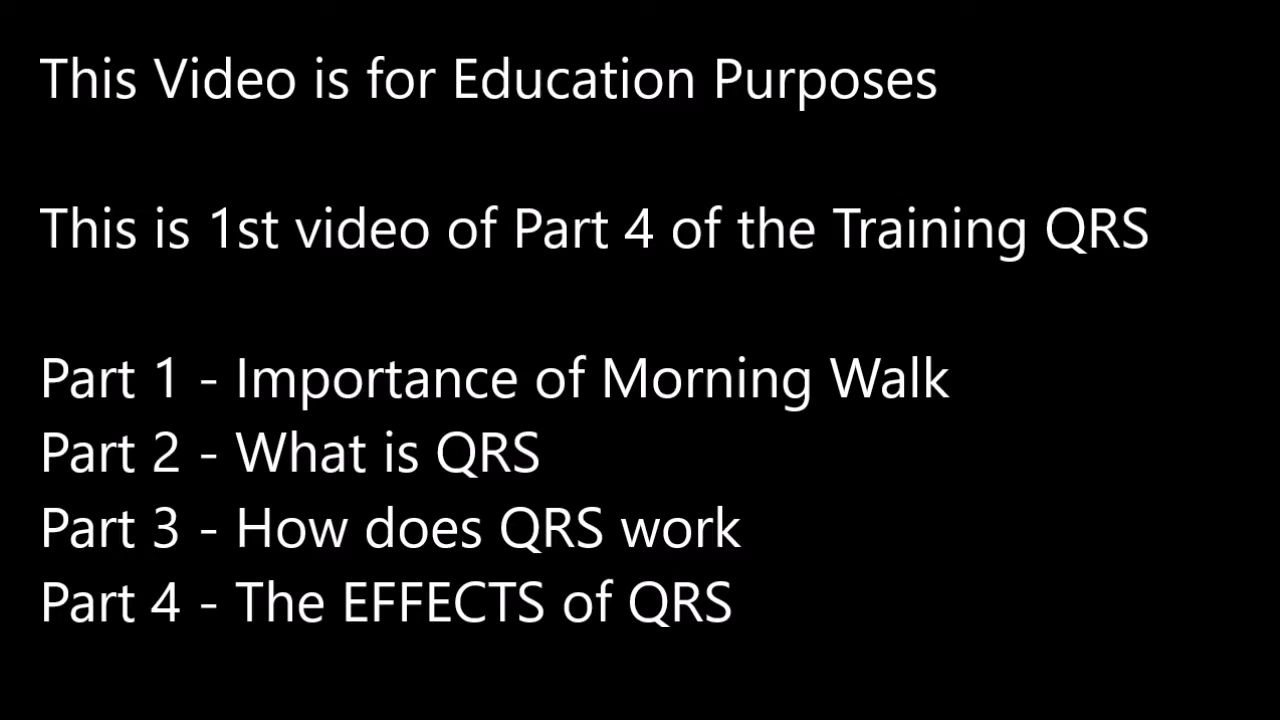 This Video is for Education Purposes
This is 1st video of Part 4 of the Training QRS
Part 1 - Importance of Morning Walk
Part 2 - What is QRS
Part 3 - How does QRS work
Part 4 - The EFFECTS of QRS